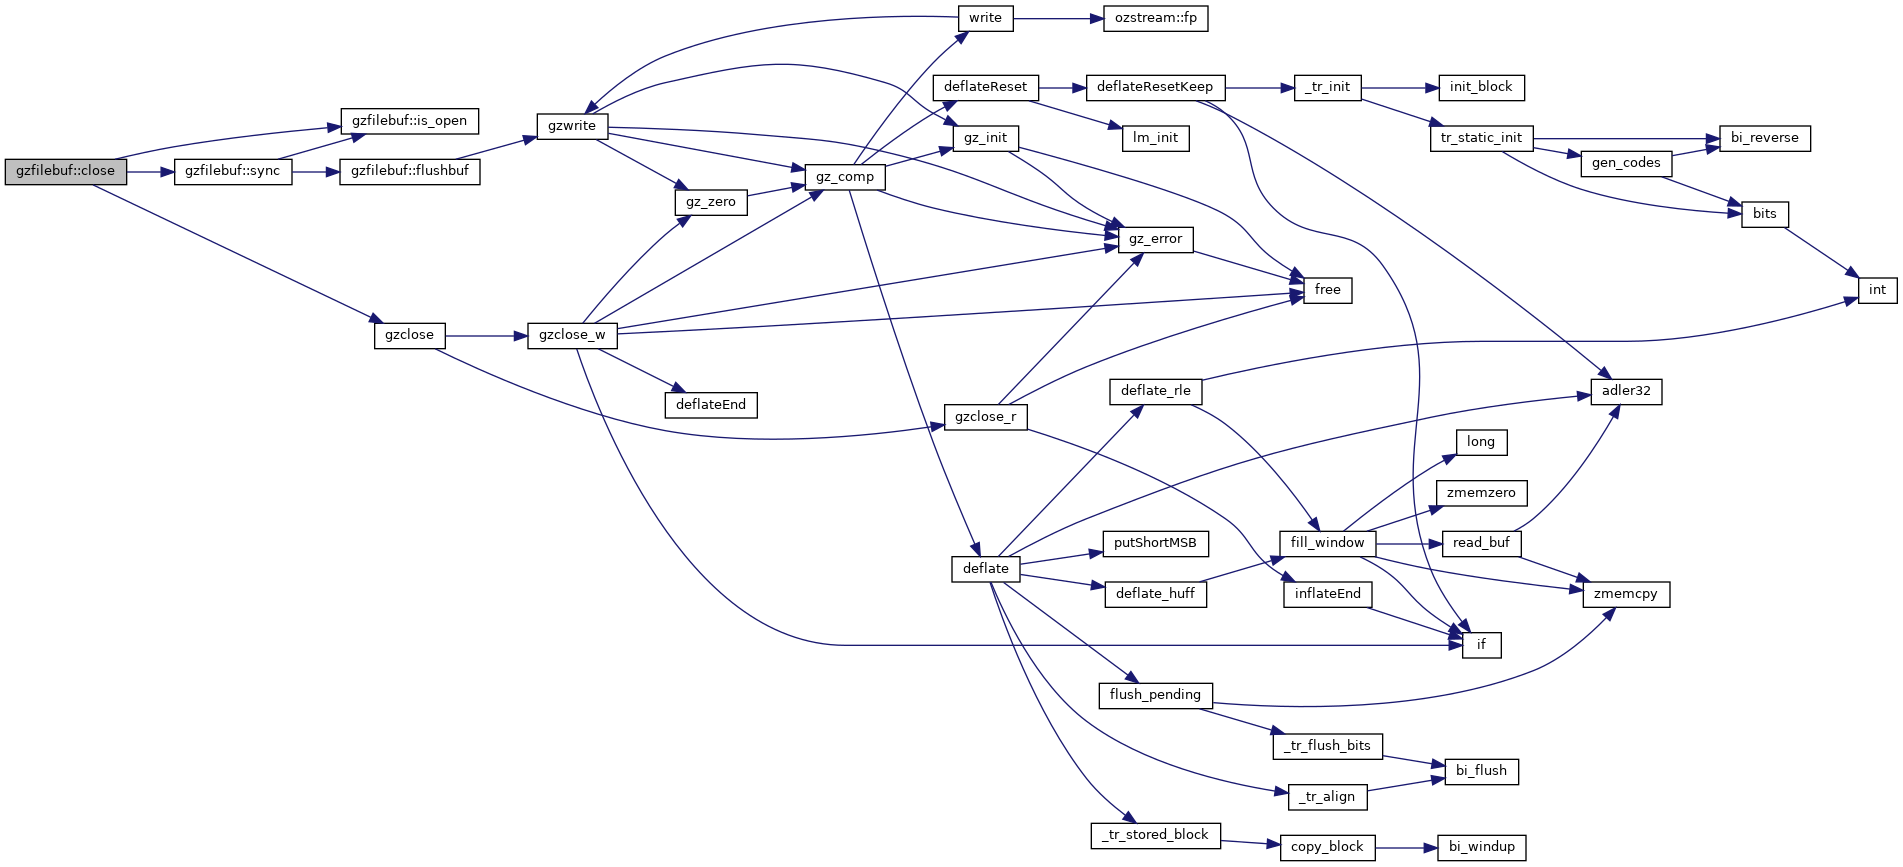 gzfilebuf::close
gzfilebuf::is_open
gzfilebuf::sync
gzfilebuf::flushbuf
gzclose
gzwrite
gz_zero
gzclose_w
deflateEnd
gz_comp
write
ozstream::fp
deflateReset
deflateResetKeep
_tr_init
init_block
gz_init
lm_init
tr_static_init
bi_reverse
gen_codes
bits
gz_error
free
int
deflate_rle
adler32
gzclose_r
long
zmemzero
putShortMSB
fill_window
read_buf
deflate
deflate_huff
inflateEnd
zmemcpy
if
flush_pending
_tr_flush_bits
bi_flush
_tr_align
_tr_stored_block
copy_block
bi_windup